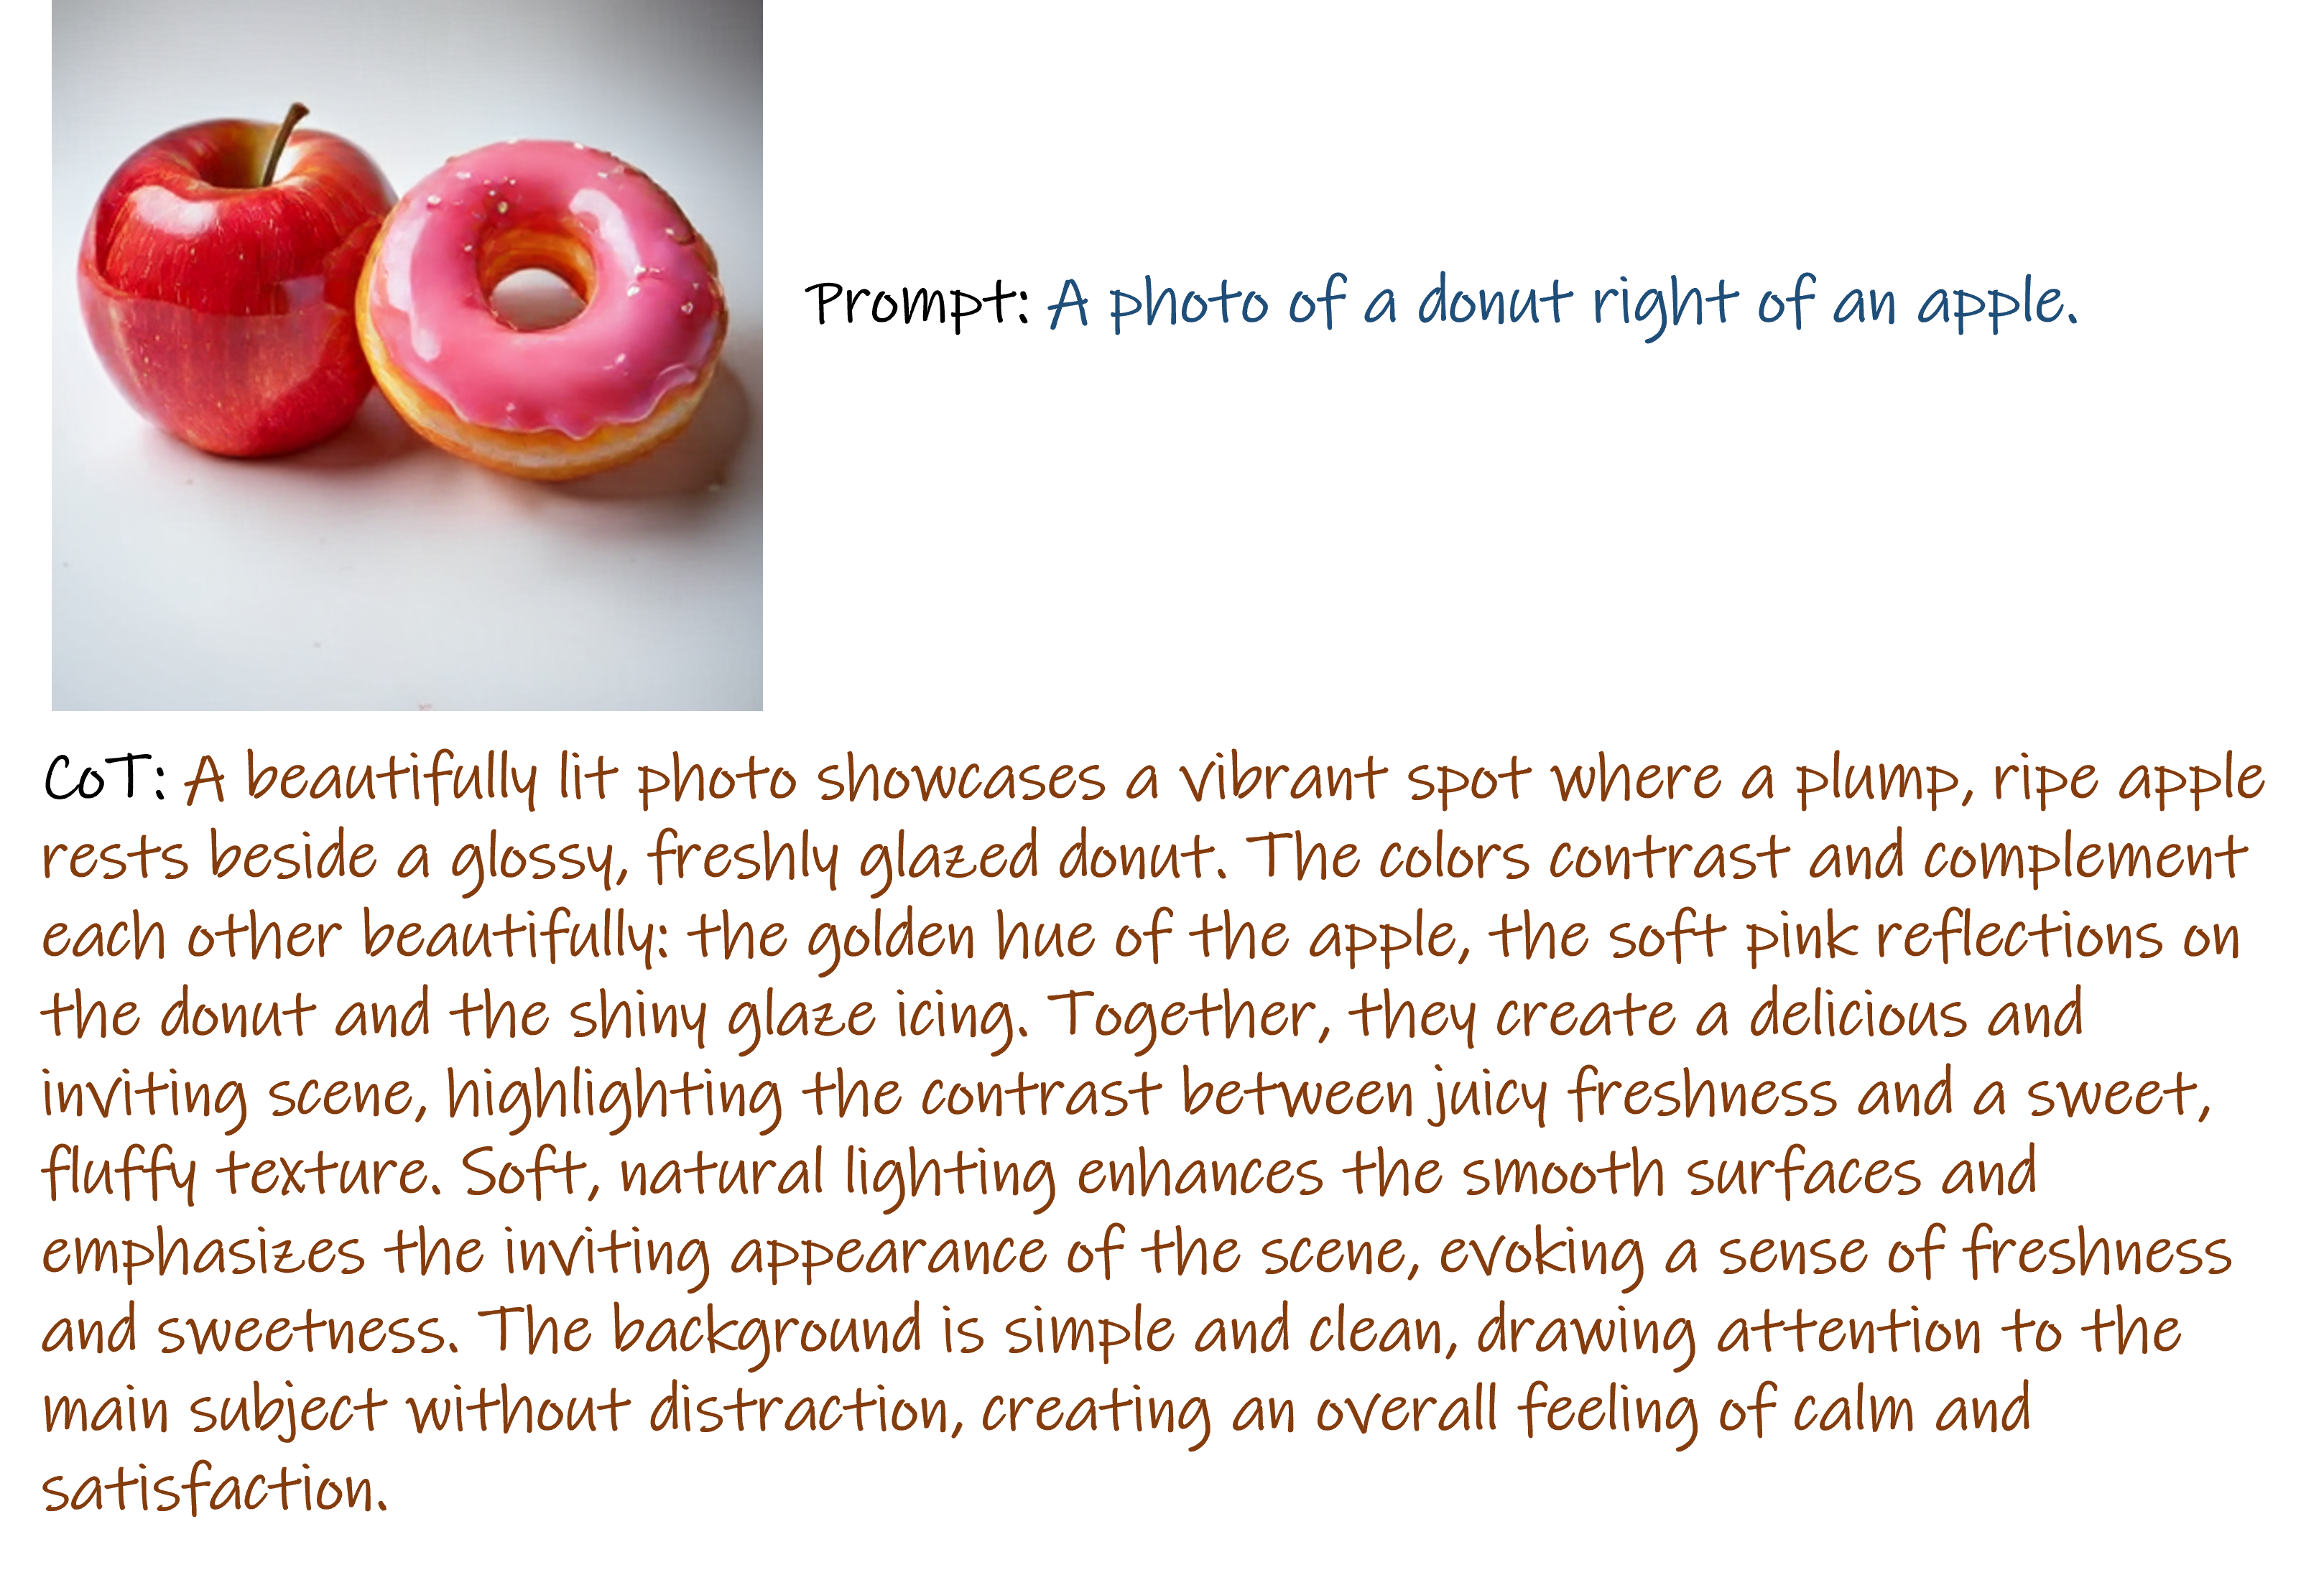 Prompt: A photo of a donut right of an apple.
CoT: A beautifully lit photo showcases a vibrant spot where a plump, ripe apple
rests beside a glossy, freshly glazed donut. The colors contrast and complement
each other beautifully: the golden hue of the apple, the soft pink reflections on
the donut and the shiny glaze icing. Together, they create a delicious and
inviting scene, highlighting the contrast between juicy freshness and a sweet,
fluffy texture. Soft, natural lighting enhances the smooth surfaces and
emphasizes the inviting appearance of the scene, evoking a sense of freshness
and sweetness. The background is simple and clean, drawing attention to the
main subject without distraction, creating an overall feeling of calm and
satisfaction.